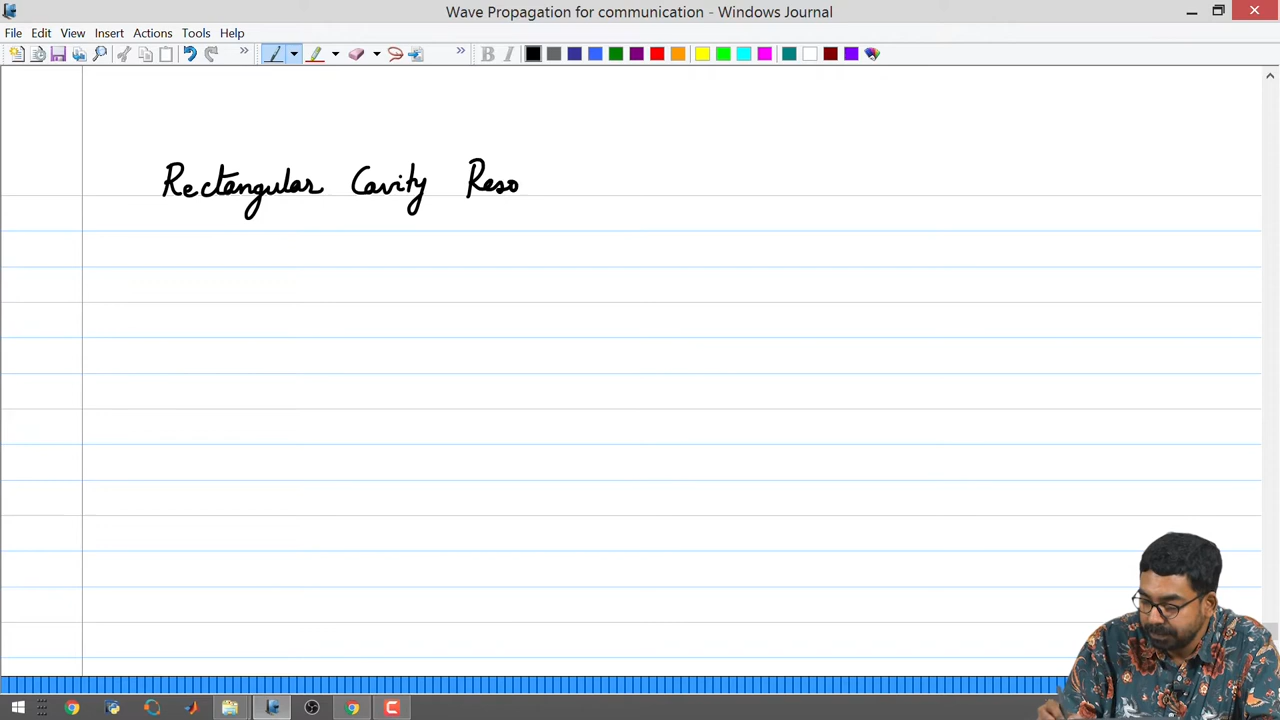 Wave Propagation for communication - Windows Journal
File Edit View Insert Actions Tools Help
» » B I
Rectangular Cavity Reso